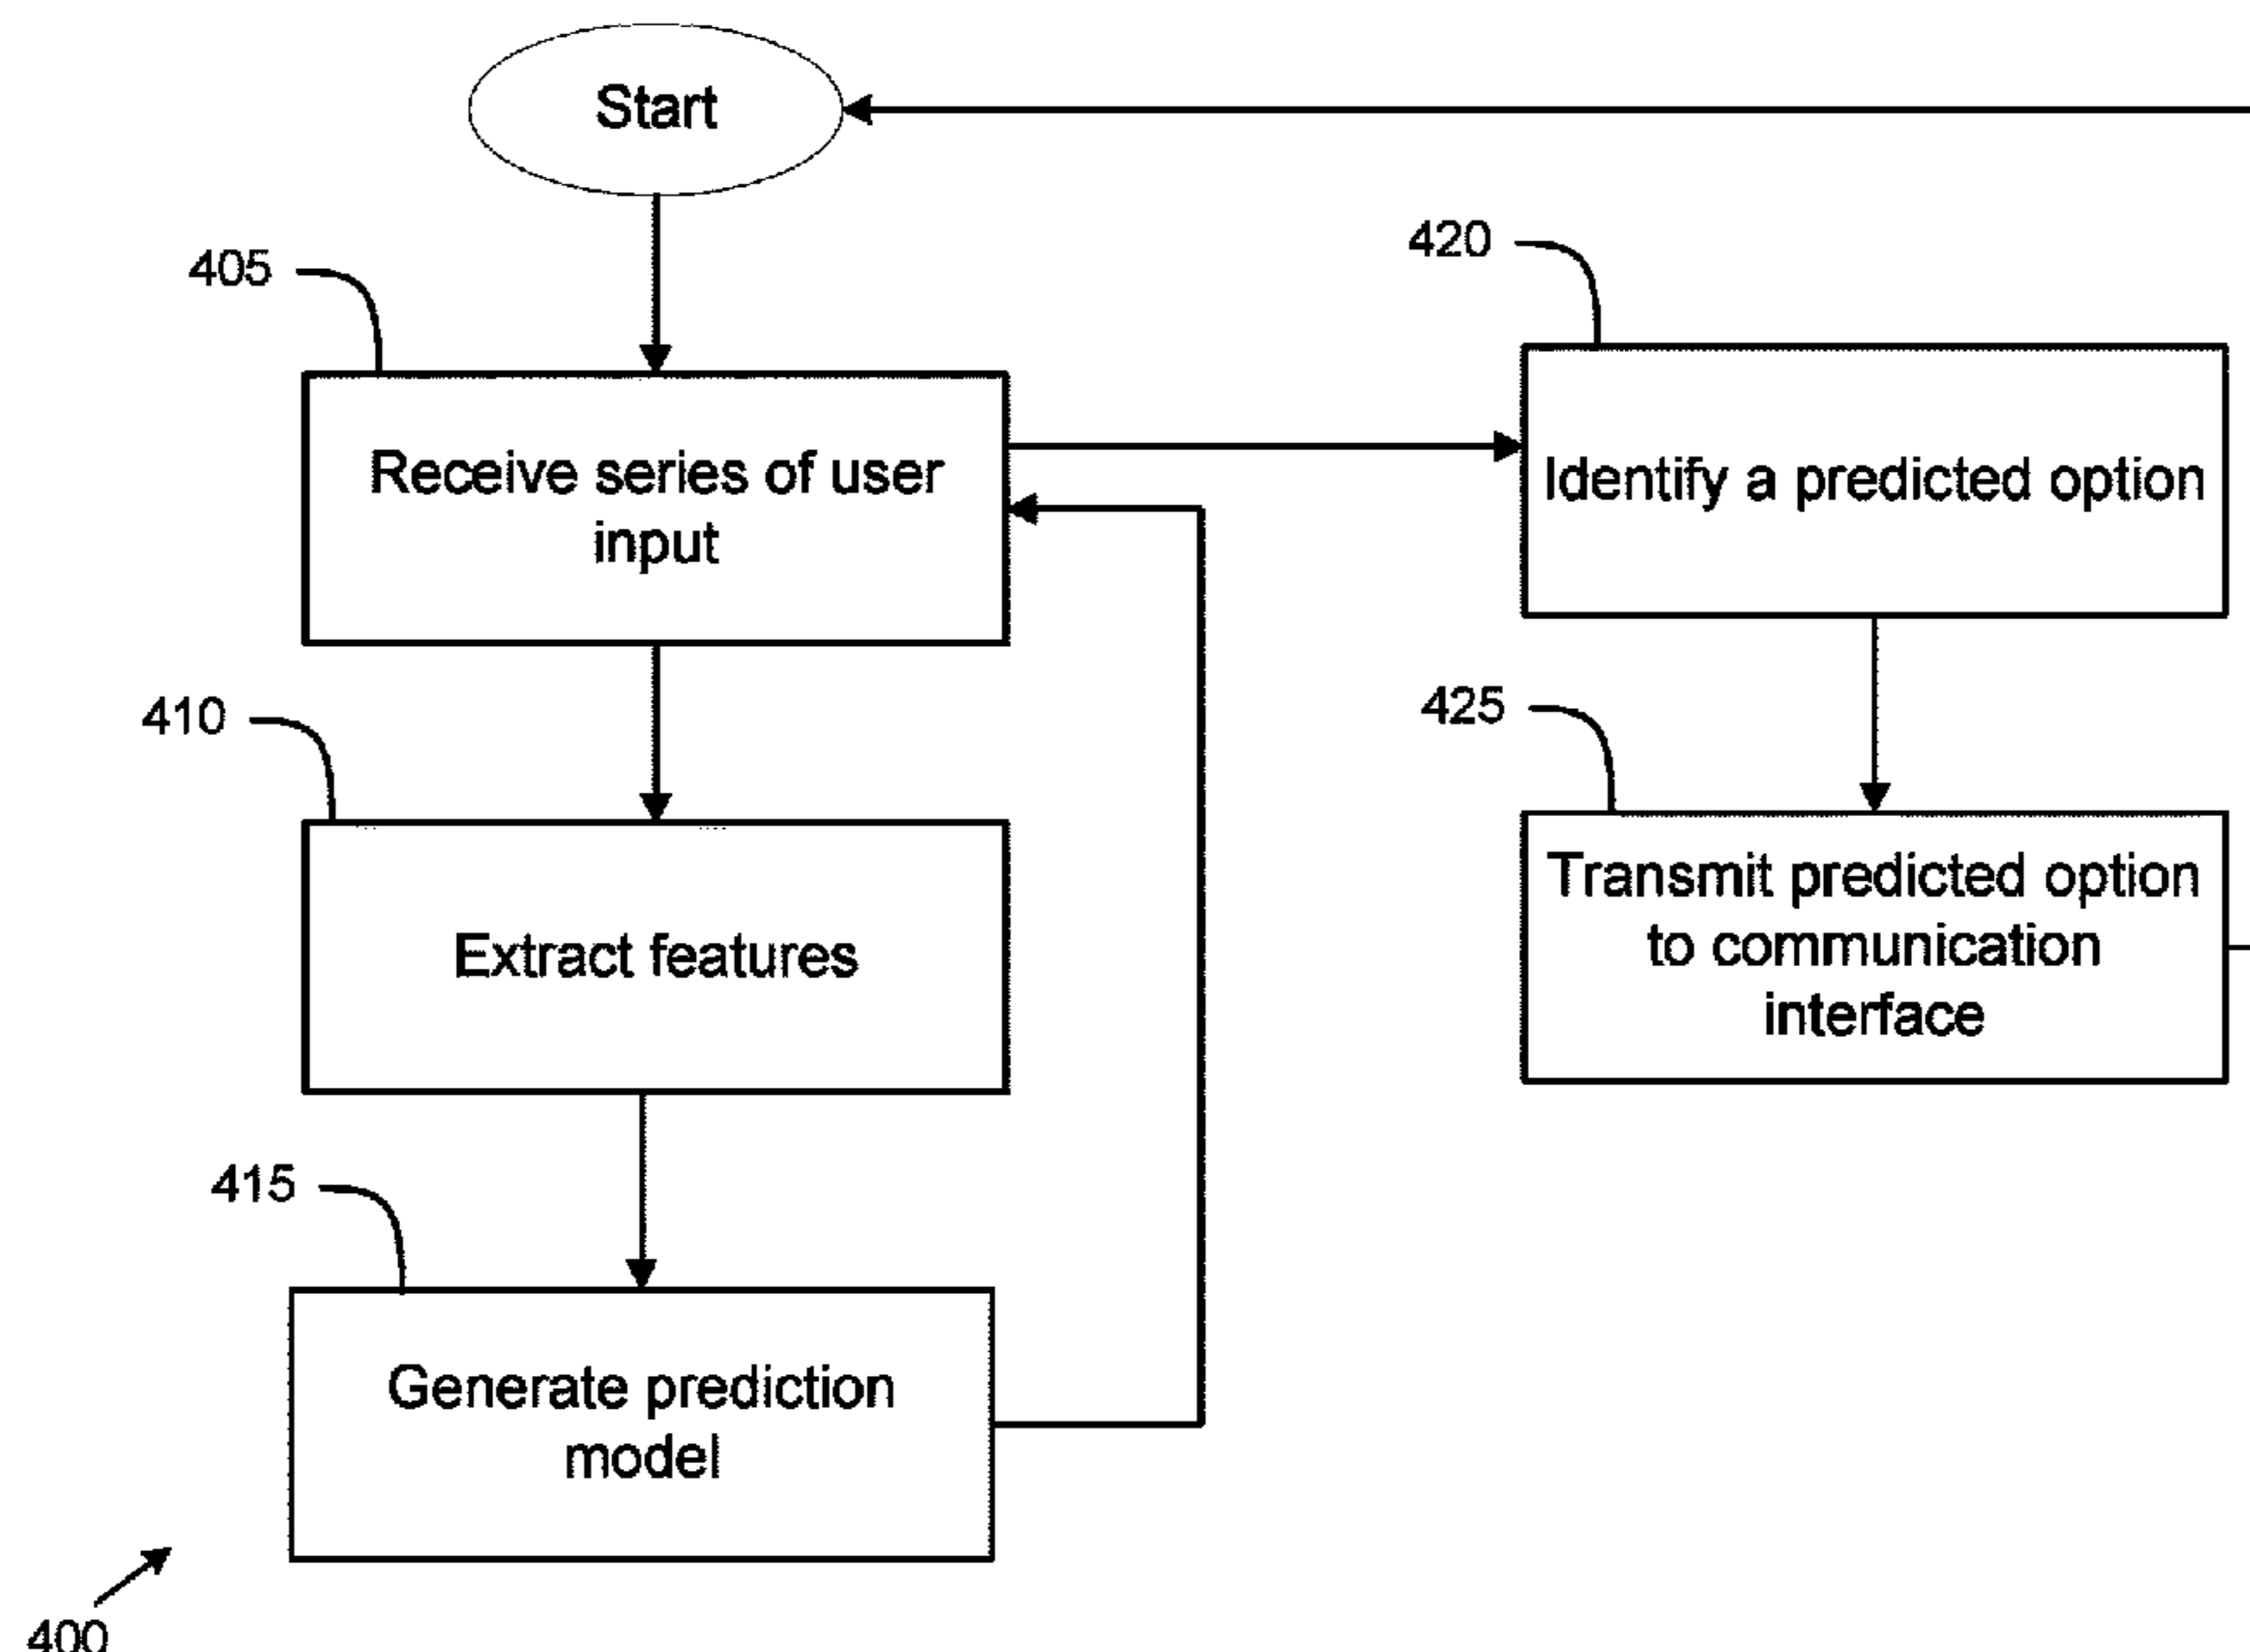 Start
405
Receive series of user
input
410
Extract features
415
Generate prediction
model
420
Identify a predicted option
425
Transmit predicted option
to communication
interface
400